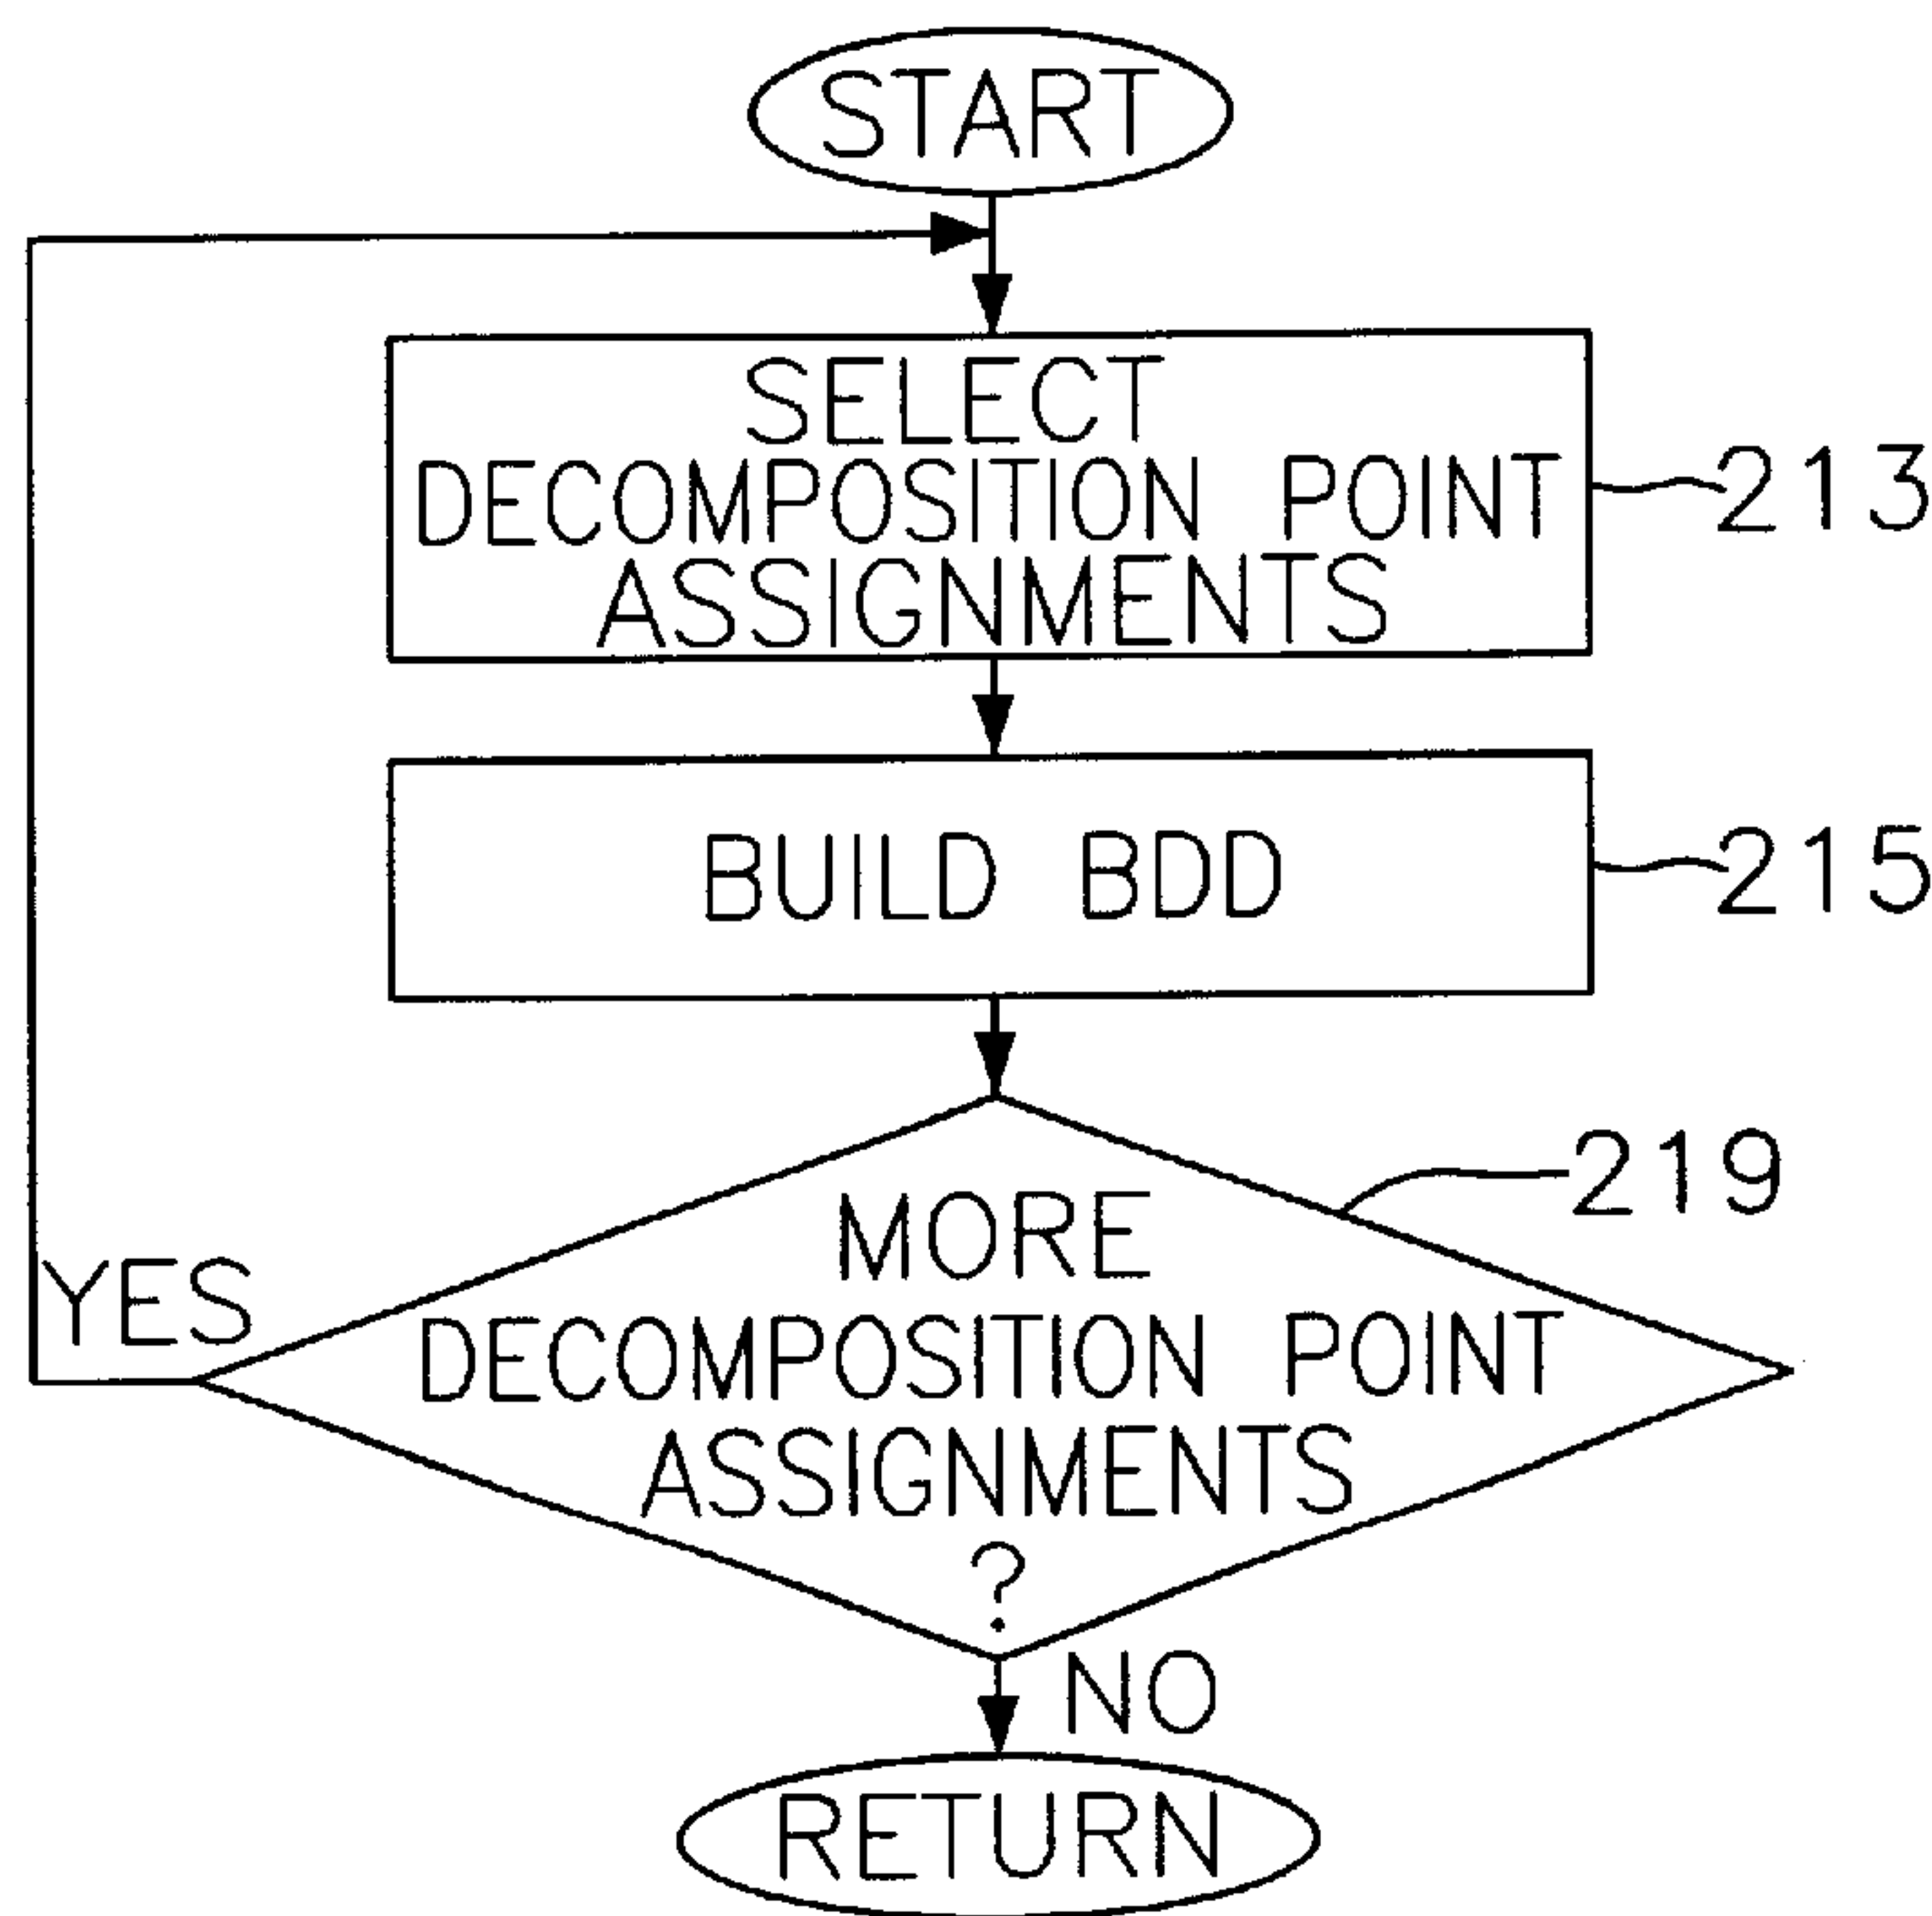 START
SELECT
DECOMPOSITION POINT
ASSIGNMENTS
213
BUILD BDD
215
219
MORE
DECOMPOSITION POINT
ASSIGNMENTS
?
YES
NO
RETURN